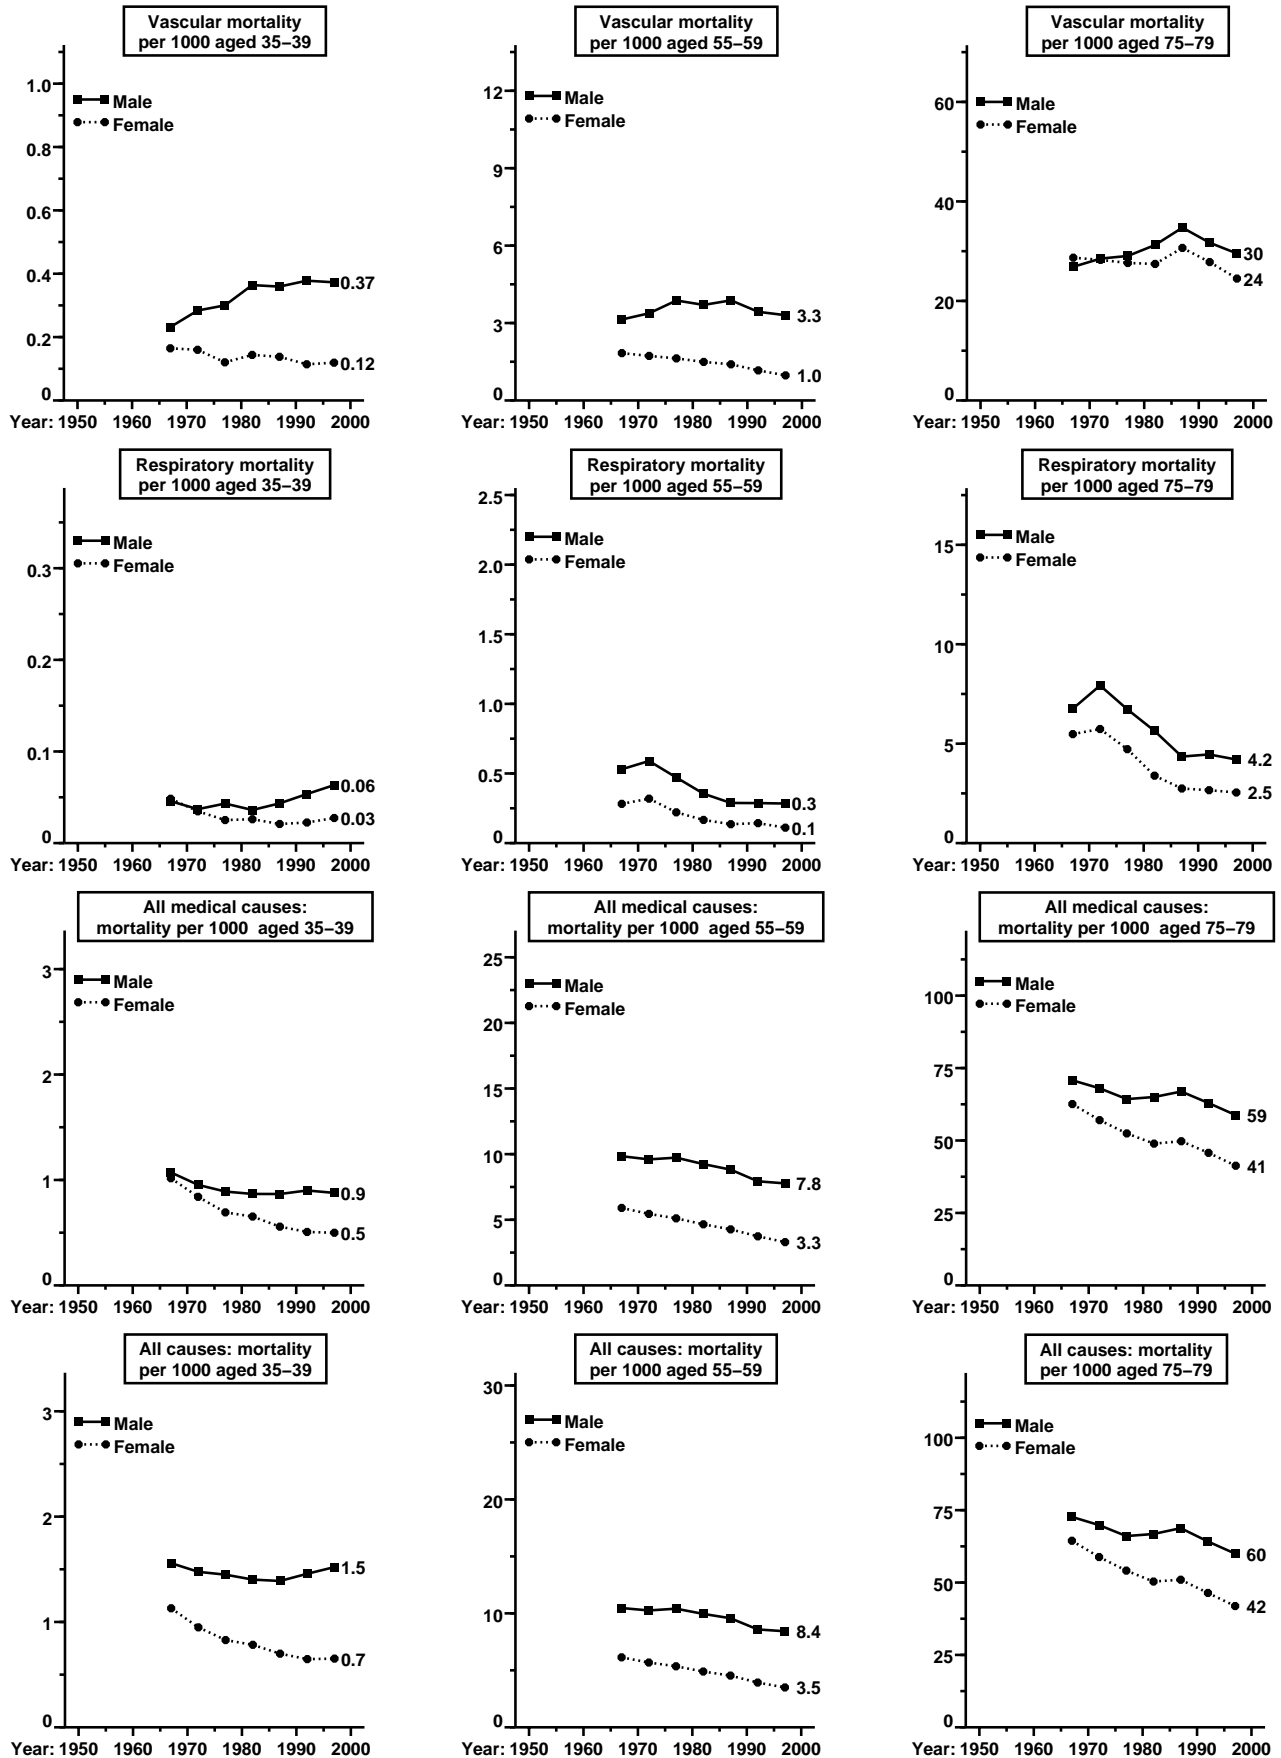 Vascular mortality
per 1000 aged 35–39
1.0
0.8
0.6
0.4
0.2
0
Male
Female
0.37
0.12
Year: 1950 1960 1970 1980 1990 2000
Vascular mortality
per 1000 aged 55–59
12
9
6
3
0
Male
Female
3.3
1.0
Year: 1950 1960 1970 1980 1990 2000
Vascular mortality
per 1000 aged 75–79
60
40
20
0
Male
Female
30
24
Year: 1950 1960 1970 1980 1990 2000
Respiratory mortality
per 1000 aged 35–39
0.3
0.2
0.1
0
Male
Female
0.06
0.03
Year: 1950 1960 1970 1980 1990 2000
Respiratory mortality
per 1000 aged 55–59
2.5
2.0
1.5
1.0
0.5
0
Male
Female
0.3
0.1
Year: 1950 1960 1970 1980 1990 2000
Respiratory mortality
per 1000 aged 75–79
15
10
5
0
Male
Female
4.2
2.5
Year: 1950 1960 1970 1980 1990 2000
All medical causes:
mortality per 1000 aged 35–39
3
2
1
0
Male
Female
0.9
0.5
Year: 1950 1960 1970 1980 1990 2000
All medical causes:
mortality per 1000 aged 55–59
25
20
15
10
5
0
Male
Female
7.8
3.3
Year: 1950 1960 1970 1980 1990 2000
All medical causes:
mortality per 1000 aged 75–79
100
75
50
25
0
Male
Female
59
41
Year: 1950 1960 1970 1980 1990 2000
All causes: mortality
per 1000 aged 35–39
3
2
1
0
Male
Female
1.5
0.7
Year: 1950 1960 1970 1980 1990 2000
All causes: mortality
per 1000 aged 55–59
30
20
10
0
Male
Female
8.4
3.5
Year: 1950 1960 1970 1980 1990 2000
All causes: mortality
per 1000 aged 75–79
100
75
50
25
0
Male
Female
60
42
Year: 1950 1960 1970 1980 1990 2000